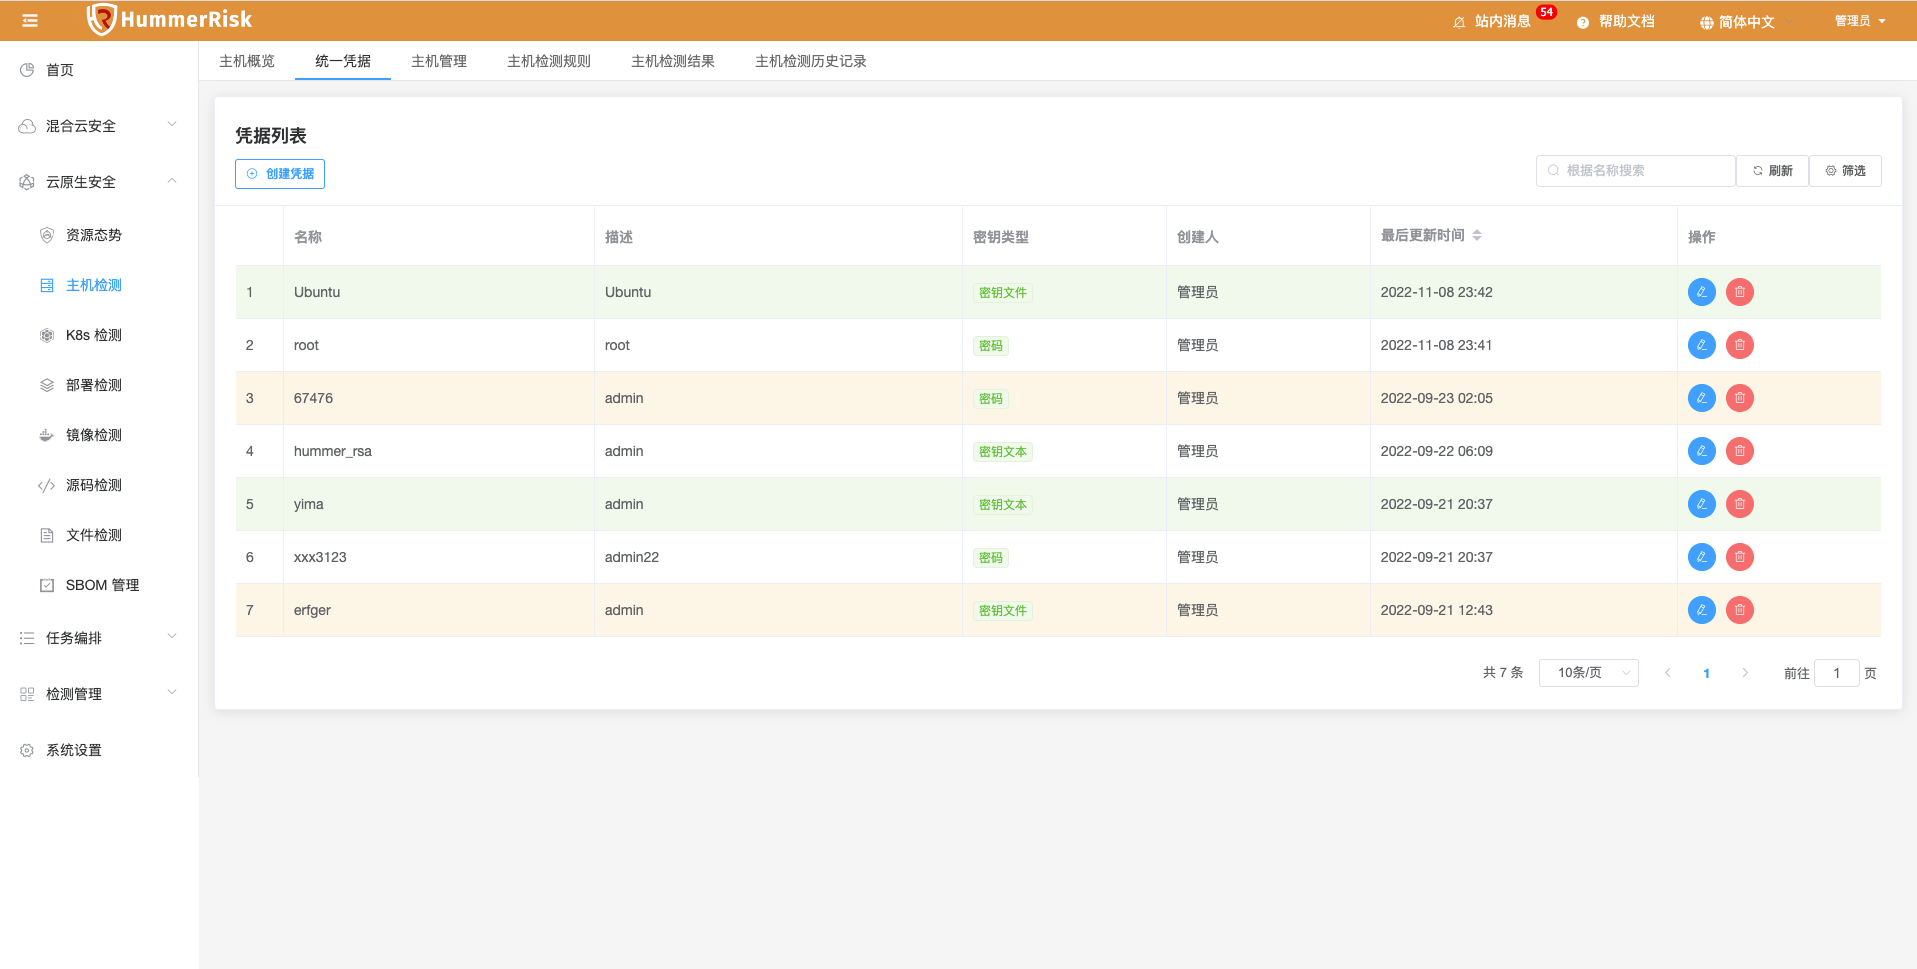 HummerRisk
站内消息 54 帮助文档 简体中文 管理员
首页
混合云安全
云原生安全
资源态势
主机检测
K8s 检测
部署检测
镜像检测
源码检测
文件检测
SBOM 管理
任务编排
检测管理
系统设置
主机概览 统一凭据 主机管理 主机检测规则 主机检测结果 主机检测历史记录
凭据列表
创建凭据 根据名称搜索 刷新 筛选
名称 描述 密钥类型 创建人 最后更新时间 操作
1 Ubuntu Ubuntu 密钥文件 管理员 2022-11-08 23:42
2 root root 密码 管理员 2022-11-08 23:41
3 67476 admin 密码 管理员 2022-09-23 02:05
4 hummer_rsa admin 密钥文本 管理员 2022-09-22 06:09
5 yima admin 密钥文本 管理员 2022-09-21 20:37
6 xxx3123 admin22 密码 管理员 2022-09-21 20:37
7 erfger admin 密钥文件 管理员 2022-09-21 12:43
共 7 条 10条/页 1 前往 1 页